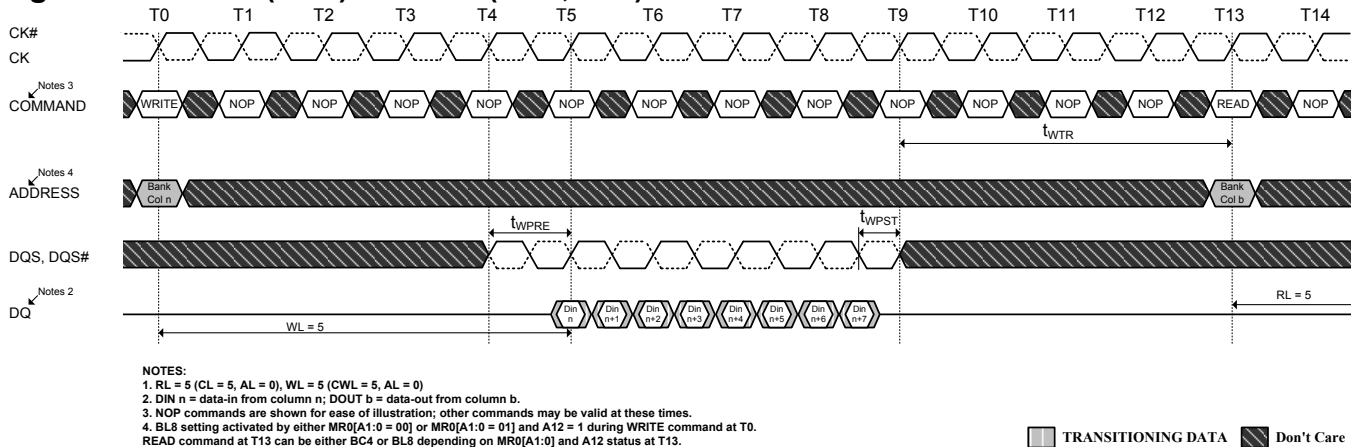 T0 T1 T2 T3 T4 T5 T6 T7 T8 T9 T10 T11 T12 T13 T14
CK#
CK
Notes 3
COMMAND WRITE NOP NOP NOP NOP NOP NOP NOP NOP NOP NOP NOP NOP READ NOP
tWTR
Notes 4
ADDRESS
Bank Bank
Col n Col b
tWPRE tWPST
DQS, DQS#
Notes 2
DQ
Din Din Din Din Din Din Din Din
n n+1 n+2 n+3 n+4 n+5 n+6 n+7
RL = 5
WL = 5
NOTES:
1. RL = 5 (CL = 5, AL = 0), WL = 5 (CWL = 5, AL = 0)
2. DIN n = data-in from column n; DOUT b = data-out from column b.
3. NOP commands are shown for ease of illustration; other commands may be valid at these times.
4. BL8 setting activated by either MR0[A1:0 = 00] or MR0[A1:0 = 01] and A12 = 1 during WRITE command at T0.
READ command at T13 can be either BC4 or BL8 depending on MR0[A1:0] and A12 status at T13.
TRANSITIONING DATA Don't Care